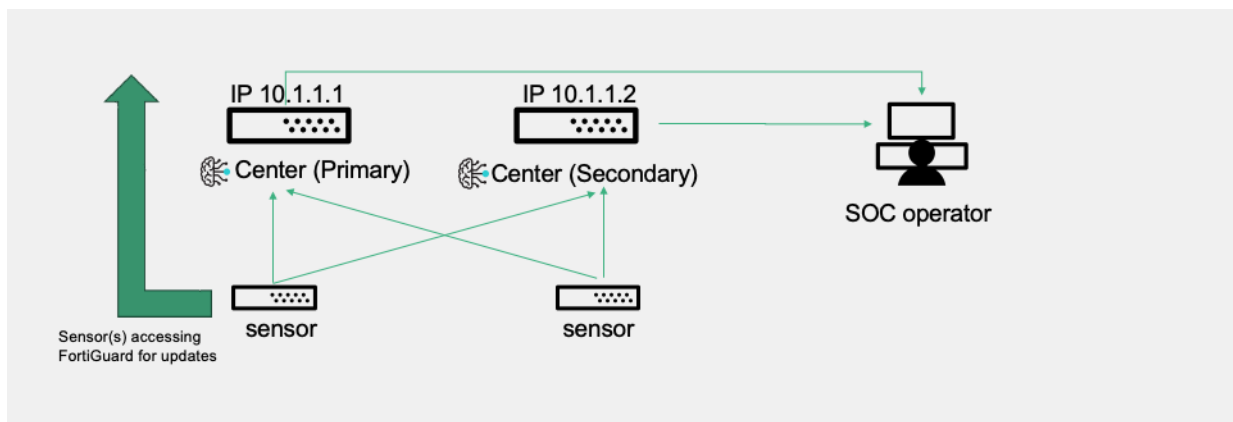 IP 10.1.1.1
IP 10.1.1.2
Center (Primary)
Center (Secondary)
SOC operator
sensor
sensor
Sensor(s) accessing
FortiGuard for updates